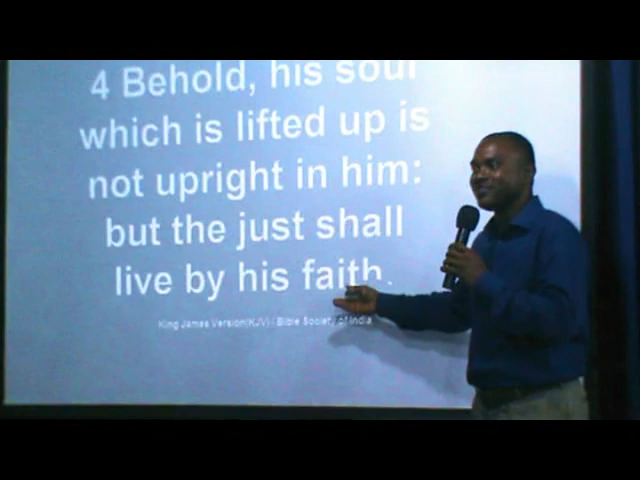 4 Behold, his soul
which is lifted up is
not upright in him:
but the just shall
live by his faith.
King James Version(KJV) / Bible Society of India